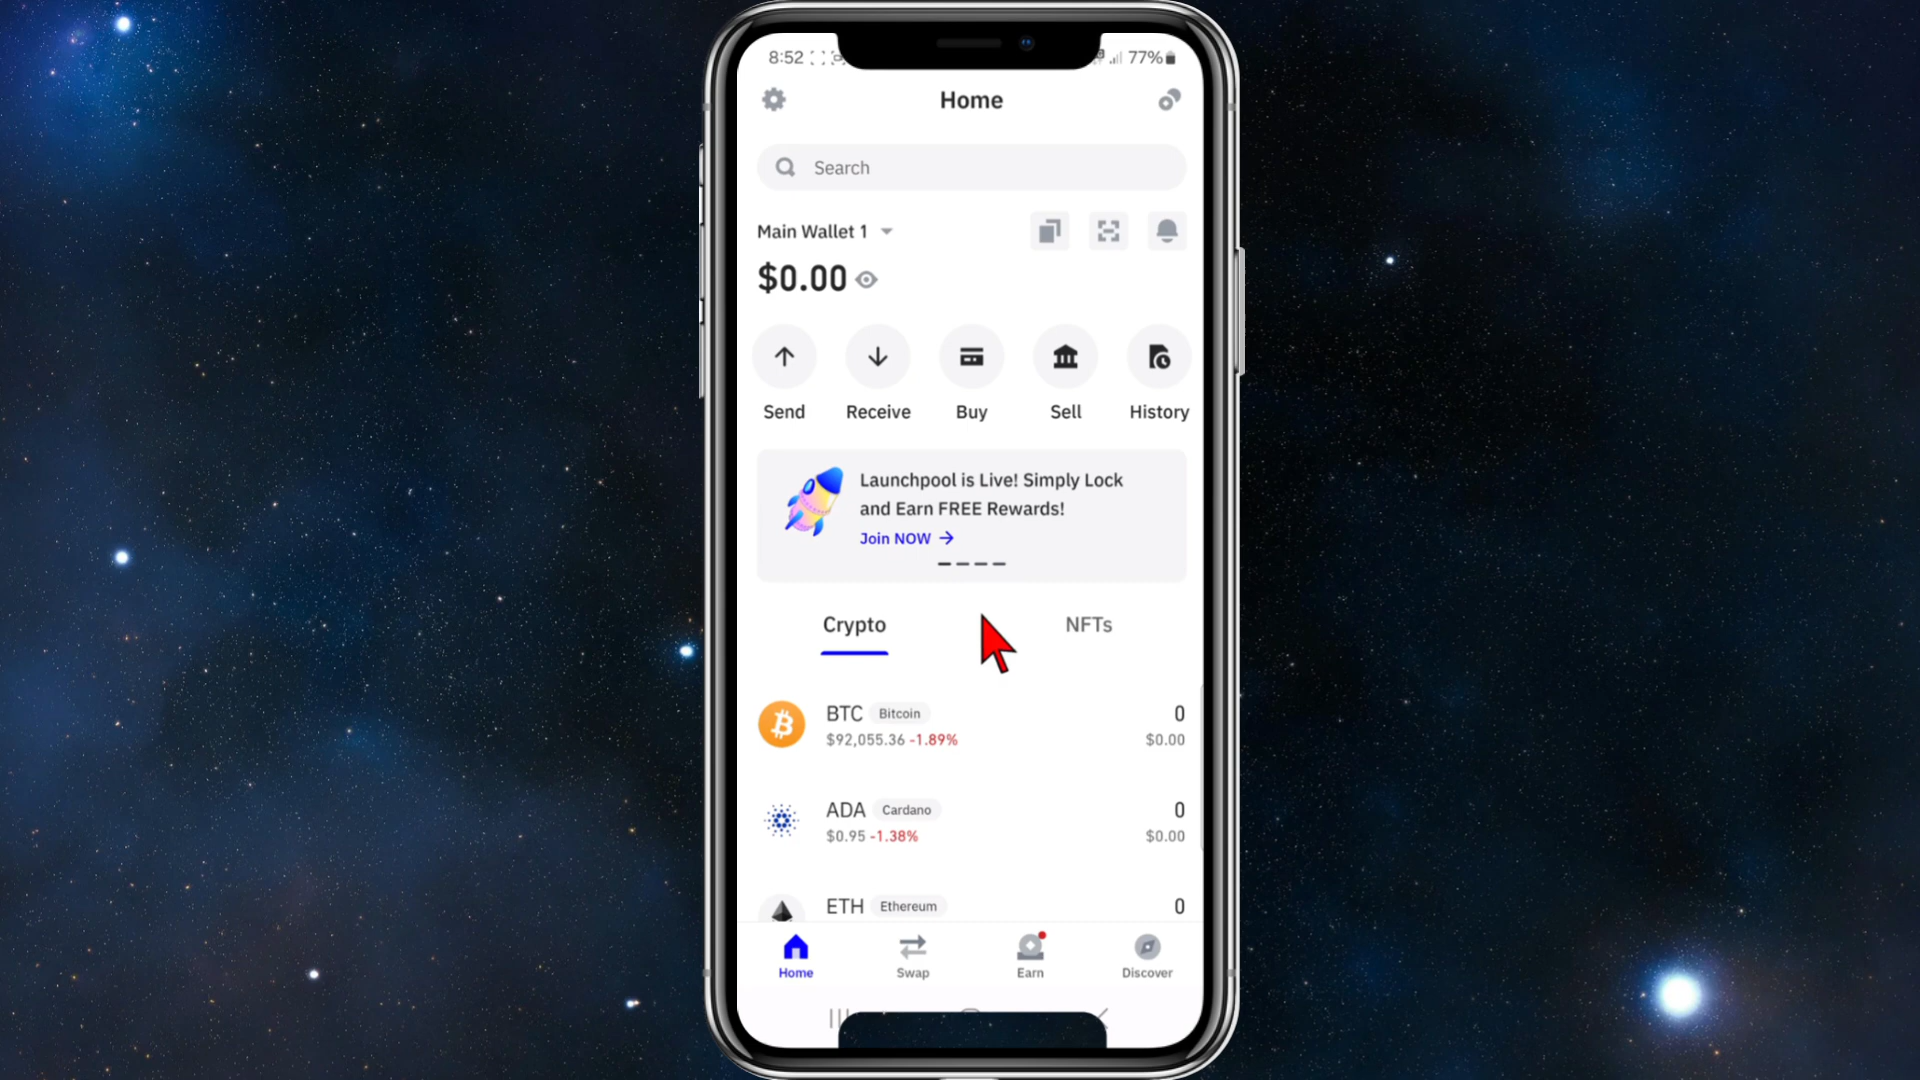 8:52
77%
Home
Search
Main Wallet 1
$0.00
Send Receive Buy Sell History
Launchpool is Live! Simply Lock
and Earn FREE Rewards!
Join NOW →
Crypto NFTs
BTC Bitcoin 0
$92,055.36 -1.89% $0.00
ADA Cardano 0
$0.95 -1.38% $0.00
ETH Ethereum 0
Home Swap Earn Discover